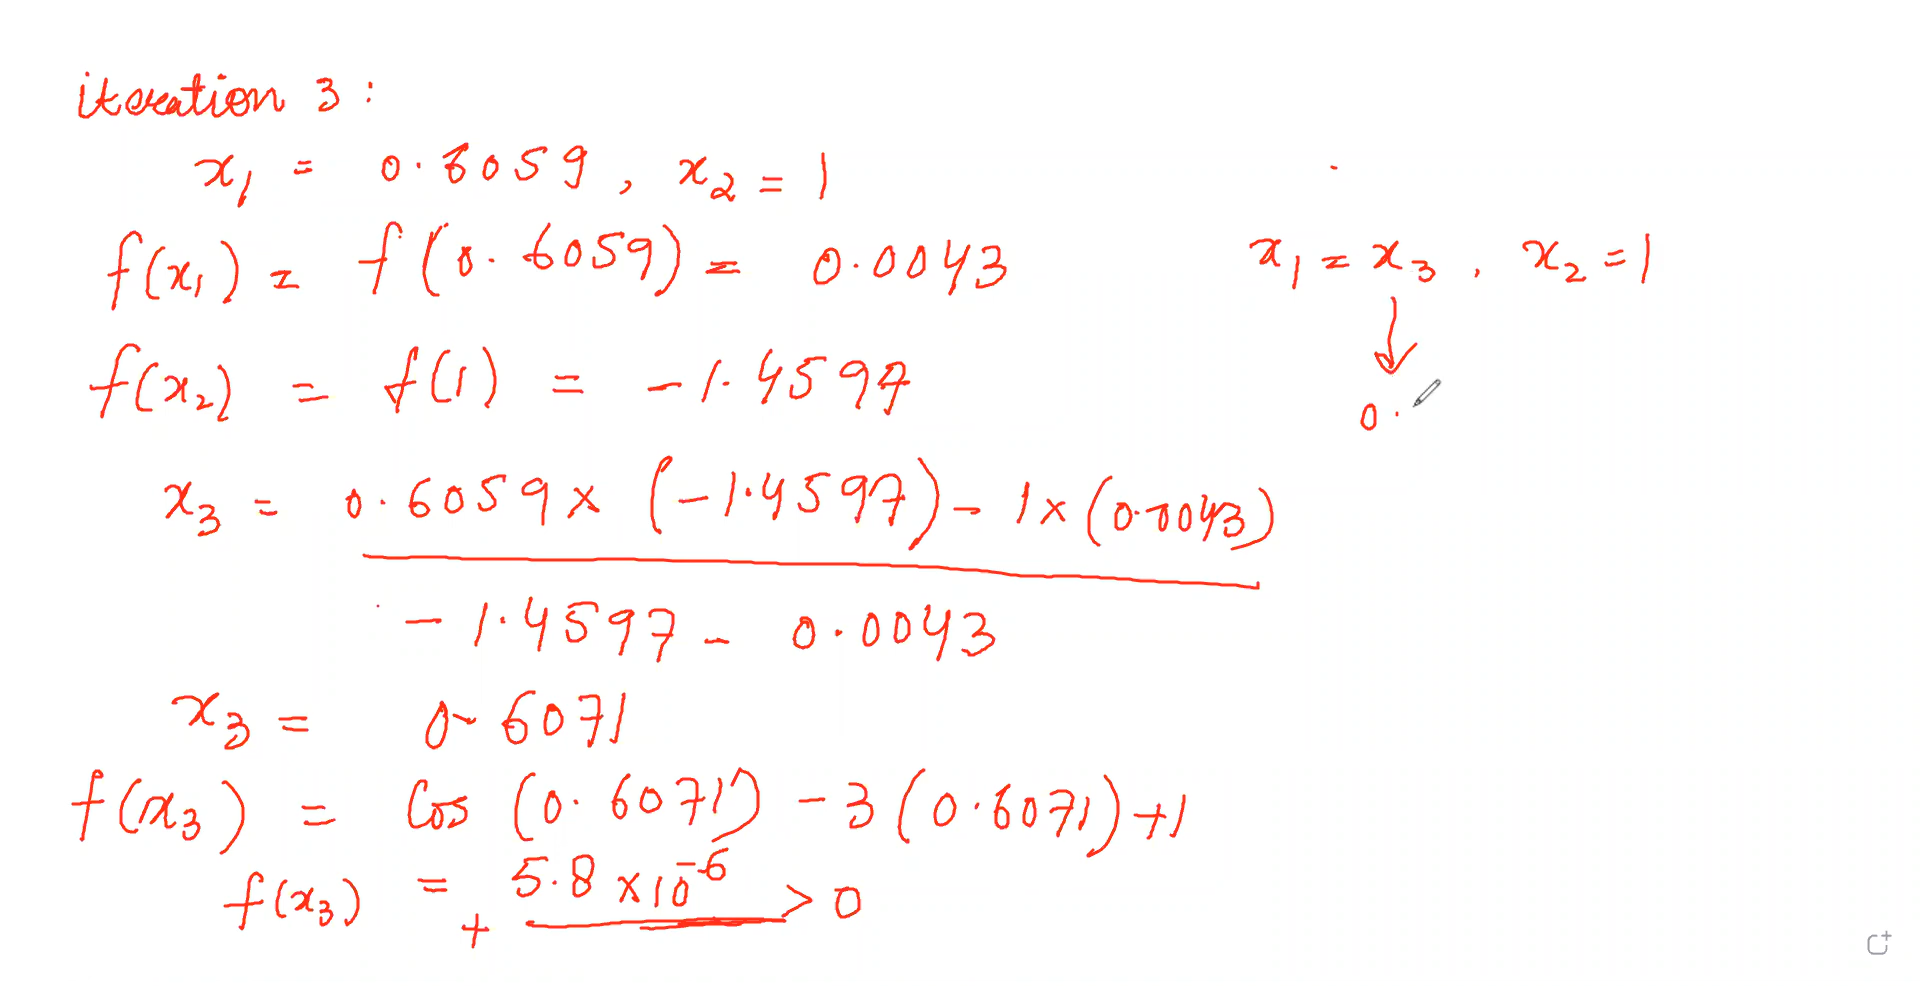 iteration 3 :
x₁ = 0.6059 , x₂ = 1
f(x₁) = f(0.6059) = 0.0043
f(x₂) = f(1) = -1.4597
x₃ = 0.6059 × (-1.4597) - 1 × (0.0043)
-1.4597 - 0.0043
x₃ = 0.6071
f(x₃) = Cos (0.6071) - 3 (0.6071) + 1
f(x₃) = + 5.8 × 10⁻⁶ > 0
x₁ = x₃ , x₂ = 1
↓
0.